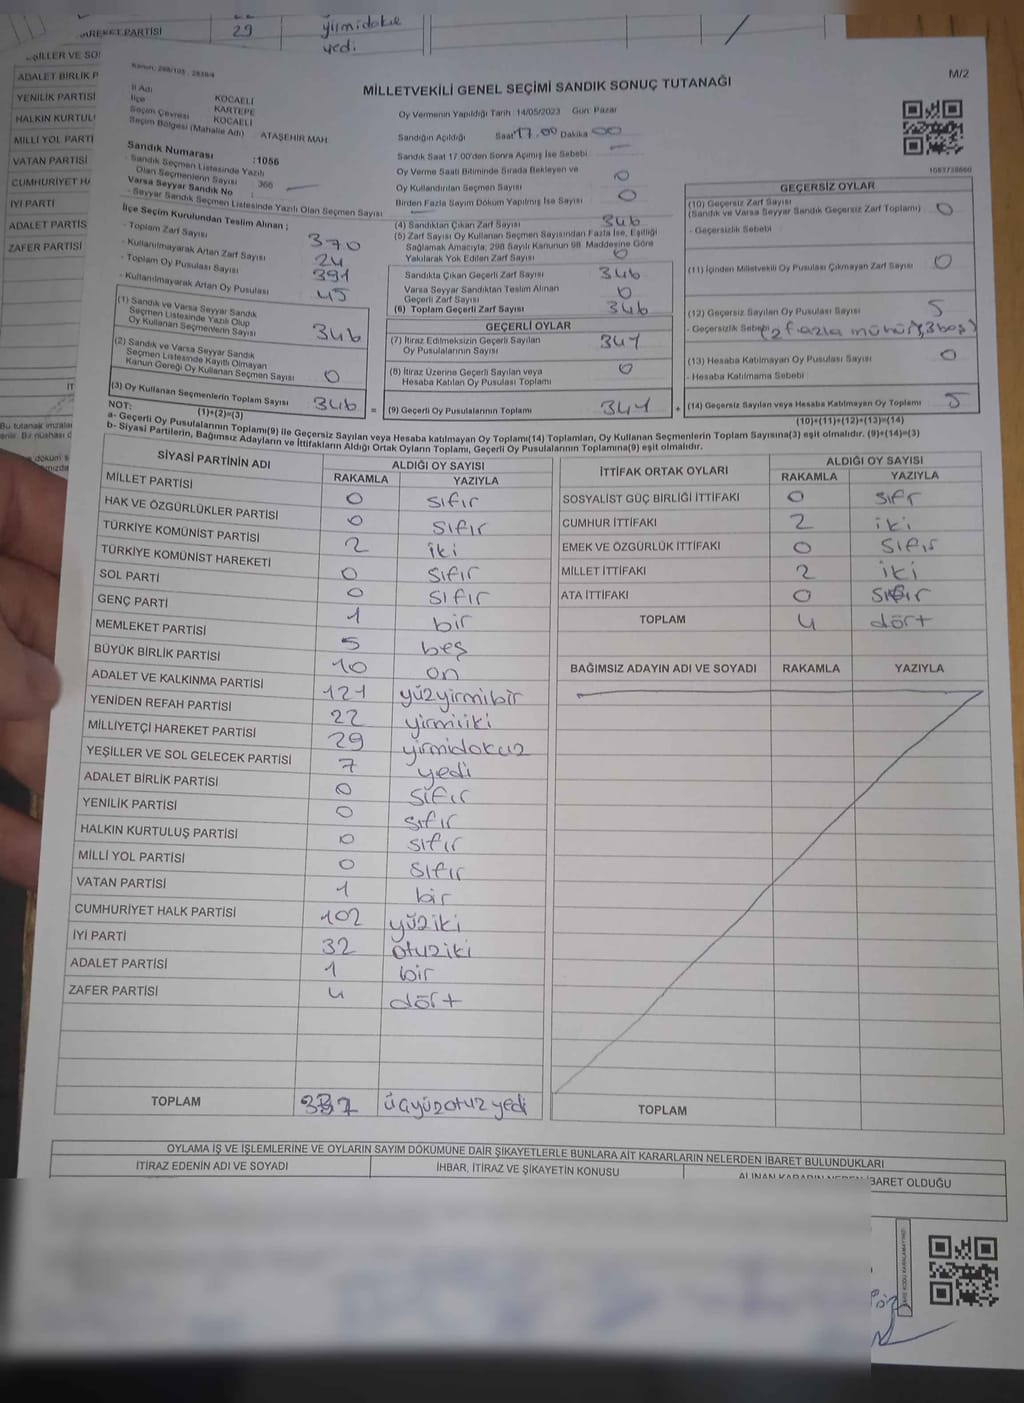 AREKET PARTİSİ 29 yirmidokuz
yedi
ADALET BİRLİK P
YENİLİK PARTİSİ
HALKIN KURTUL
MİLLİ YOL PARTİ
VATAN PARTİSİ
CUMHURİYET HA
İYİ PARTİ
ADALET PARTİS
ZAFER PARTİSİ
M/2
MİLLETVEKİLİ GENEL SEÇİMİ SANDIK SONUÇ TUTANAĞI
İl Adı KOCAELİ
İlçe KARTEPE
Seçim Çevresi KOCAELİ
Seçim Bölgesi (Mahalle Adı) ATAŞEHİR MAH
Sandık Numarası :1056
- Sandık Seçmen Listesinde Yazılı
Olan Seçmenlerin Sayısı 366
Varsa Seyyar Sandık No :
- Seyyar Sandık Seçmen Listesinde Yazılı Olan Seçmen Sayısı
İlçe Seçim Kurulundan Teslim Alınan ;
- Toplam Zarf Sayısı 370
- Kullanılmayarak Artan Zarf Sayısı 24
- Toplam Oy Pusulası Sayısı 391
- Kullanılmayarak Artan Oy Pusulası 45
(1) Sandık ve Varsa Seyyar Sandık
Seçmen Listesinde Yazılı Olup
Oy Kullanan Seçmenlerin Sayısı 346
(2) Sandık ve Varsa Seyyar Sandık
Seçmen Listesinde Kayıtlı Olmayan
Kanun Gereği Oy Kullanan Seçmen Sayısı 0
(3) Oy Kullanan Seçmenlerin Toplam Sayısı 346 =
(1)+(2)=(3)
Oy Vermenin Yapıldığı Tarih :14/05/2023 Gün: Pazar
Sandığın Açıldığı Saat 17.00 Dakika 00
Sandık Saat 17:00'den Sonra Açımış İse Sebebi
Oy Verme Saati Bitiminde Sırada Bekleyen ve
Oy Kullandırılan Seçmen Sayısı 0
Birden Fazla Sayım Döküm Yapılmış İse Sayısı 0
(4) Sandıktan Çıkan Zarf Sayısı 346
(5) Zarf Sayısı Oy Kullanan Seçmen Sayısından Fazla İse, Eşitliği
Sağlamak Amacıyla; 298 Sayılı Kanunun 98. Maddesine Göre
Yakılarak Yok Edilen Zarf Sayısı 0
Sandıkta Çıkan Geçerli Zarf Sayısı 346
Varsa Seyyar Sandıktan Teslim Alınan
Geçerli Zarf Sayısı 0
(6) Toplam Geçerli Zarf Sayısı 346
GEÇERLİ OYLAR
(7) İtiraz Edilmeksizin Geçerli Sayılan
Oy Pusulalarının Sayısı 341
(8) İtiraz Üzerine Geçerli Sayılan veya
Hesaba Katılan Oy Pusulası Toplamı 0
(9) Geçerli Oy Pusulalarının Toplamı 341 +
1087738660
GEÇERSİZ OYLAR
(10) Geçersiz Zarf Sayısı
(Sandık ve Varsa Seyyar Sandık Geçersiz Zarf Toplamı) 0
- Geçersizlik Sebebi
(11) İçinden Milletvekili Oy Pusulası Çıkmayan Zarf Sayısı 0
(12) Geçersiz Sayılan Oy Pusulası Sayısı 5
- Geçersizlik Sebebi (2 fazla mühür, 3 boş)
(13) Hesaba Katılmayan Oy Pusulası Sayısı 0
- Hesaba Katılmama Sebebi
(14) Geçersiz Sayılan veya Hesaba Katılmayan Oy Toplamı 5
(10)+(11)+(12)+(13)=(14)
NOT:
a- Geçerli Oy Pusulalarının Toplamı(9) ile Geçersiz Sayılan veya Hesaba katılmayan Oy Toplamı(14) Toplamları, Oy Kullanan Seçmenlerin Toplam Sayısına(3) eşit olmalıdır. (9)+(14)=(3)
b- Siyasi Partilerin, Bağımsız Adayların ve İttifakların Aldığı Ortak Oyların Toplamı, Geçerli Oy Pusulalarının Toplamına(9) eşit olmalıdır.
SİYASİ PARTİNİN ADI ALDIĞI OY SAYISI
RAKAMLA YAZIYLA
MİLLET PARTİSİ 0 sıfır
HAK VE ÖZGÜRLÜKLER PARTİSİ 0 sıfır
TÜRKİYE KOMÜNİST PARTİSİ 2 iki
TÜRKİYE KOMÜNİST HAREKETİ 0 sıfır
SOL PARTİ 0 sıfır
GENÇ PARTİ 1 bir
MEMLEKET PARTİSİ 5 beş
BÜYÜK BİRLİK PARTİSİ 10 on
ADALET VE KALKINMA PARTİSİ 121 yüzyirmibir
YENİDEN REFAH PARTİSİ 22 yirmiiki
MİLLİYETÇİ HAREKET PARTİSİ 29 yirmidokuz
YEŞİLLER VE SOL GELECEK PARTİSİ 7 yedi
ADALET BİRLİK PARTİSİ 0 sıfır
YENİLİK PARTİSİ 0 sıfır
HALKIN KURTULUŞ PARTİSİ 0 sıfır
MİLLİ YOL PARTİSİ 0 sıfır
VATAN PARTİSİ 1 bir
CUMHURİYET HALK PARTİSİ 102 yüziki
İYİ PARTİ 32 otuziki
ADALET PARTİSİ 1 bir
ZAFER PARTİSİ 4 dört
TOPLAM 337 üçyüzotuz yedi
İTTİFAK ORTAK OYLARI ALDIĞI OY SAYISI
RAKAMLA YAZIYLA
SOSYALİST GÜÇ BİRLİĞİ İTTİFAKI 0 sıfır
CUMHUR İTTİFAKI 2 iki
EMEK VE ÖZGÜRLÜK İTTİFAKI 0 sıfır
MİLLET İTTİFAKI 2 iki
ATA İTTİFAKI 0 sıfır
TOPLAM 4 dört
BAĞIMSIZ ADAYIN ADI VE SOYADI RAKAMLA YAZIYLA
TOPLAM
OYLAMA İŞ VE İŞLEMLERİNE VE OYLARIN SAYIM DÖKÜMÜNE DAİR ŞİKAYETLERLE BUNLARA AİT KARARLARIN NELERDEN İBARET BULUNDUKLARI
İTİRAZ EDENİN ADI VE SOYADI İHBAR, İTİRAZ VE ŞİKAYETİN KONUSU ALINAN KARARIN NEDEN İBARET OLDUĞU